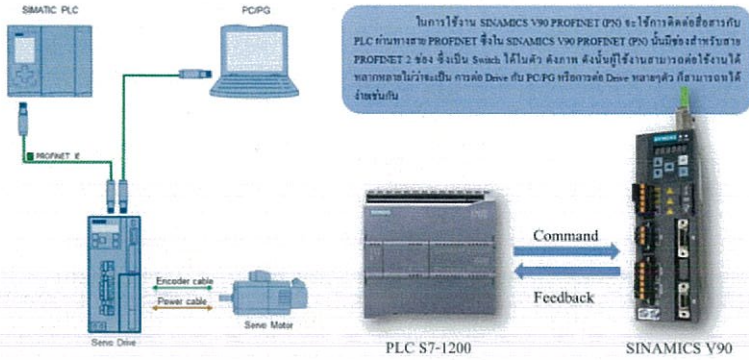 SIMATIC PLC
PC/PG
PROFINET IE
Encoder cable
Power cable
Servo Drive
Servo Motor
ในการใช้งาน SINAMICS V90 PROFINET (PN) จะใช้การติดต่อสื่อสารกับ
PLC ผ่านทางสาย PROFINET ซึ่งใน SINAMICS V90 PROFINET (PN) นั้นมีช่องสำหรับสาย
PROFINET 2 ช่อง ซึ่งเป็น Switch ได้ในตัว ดังภาพ ดังนั้นผู้ใช้งานสามารถต่อใช้งานได้
หลากหลายไม่ว่าจะเป็น การต่อ Drive กับ PC/PG หรือการต่อ Drive หลายๆตัว ก็สามารถทำได้
ง่ายเช่นกัน
SIEMENS
Command
Feedback
PLC S7-1200
SIEMENS
SINAMICS V90